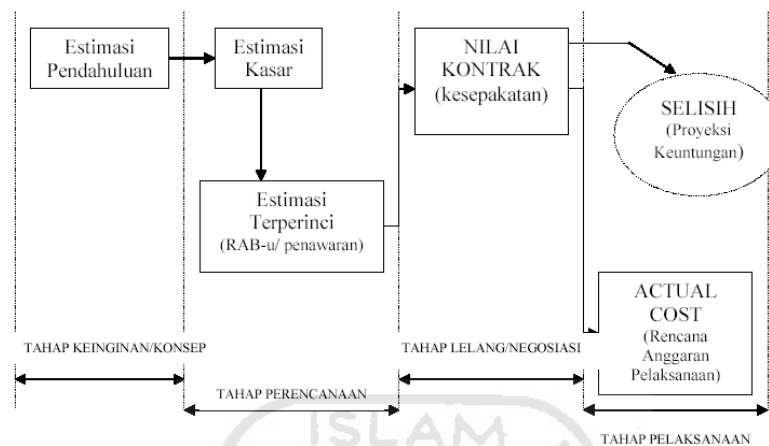 Estimasi
Pendahuluan
Estimasi
Kasar
NILAI
KONTRAK
(kesepakatan)
SELISIH
(Proyeksi
Keuntungan)
Estimasi
Terperinci
(RAB-u/ penawaran)
ACTUAL
COST
(Rencana
Anggaran
Pelaksanaan)
TAHAP KEINGINAN/KONSEP
TAHAP LELANG/NEGOSIASI
TAHAP PERENCANAAN
TAHAP PELAKSANAAN
ISLAM